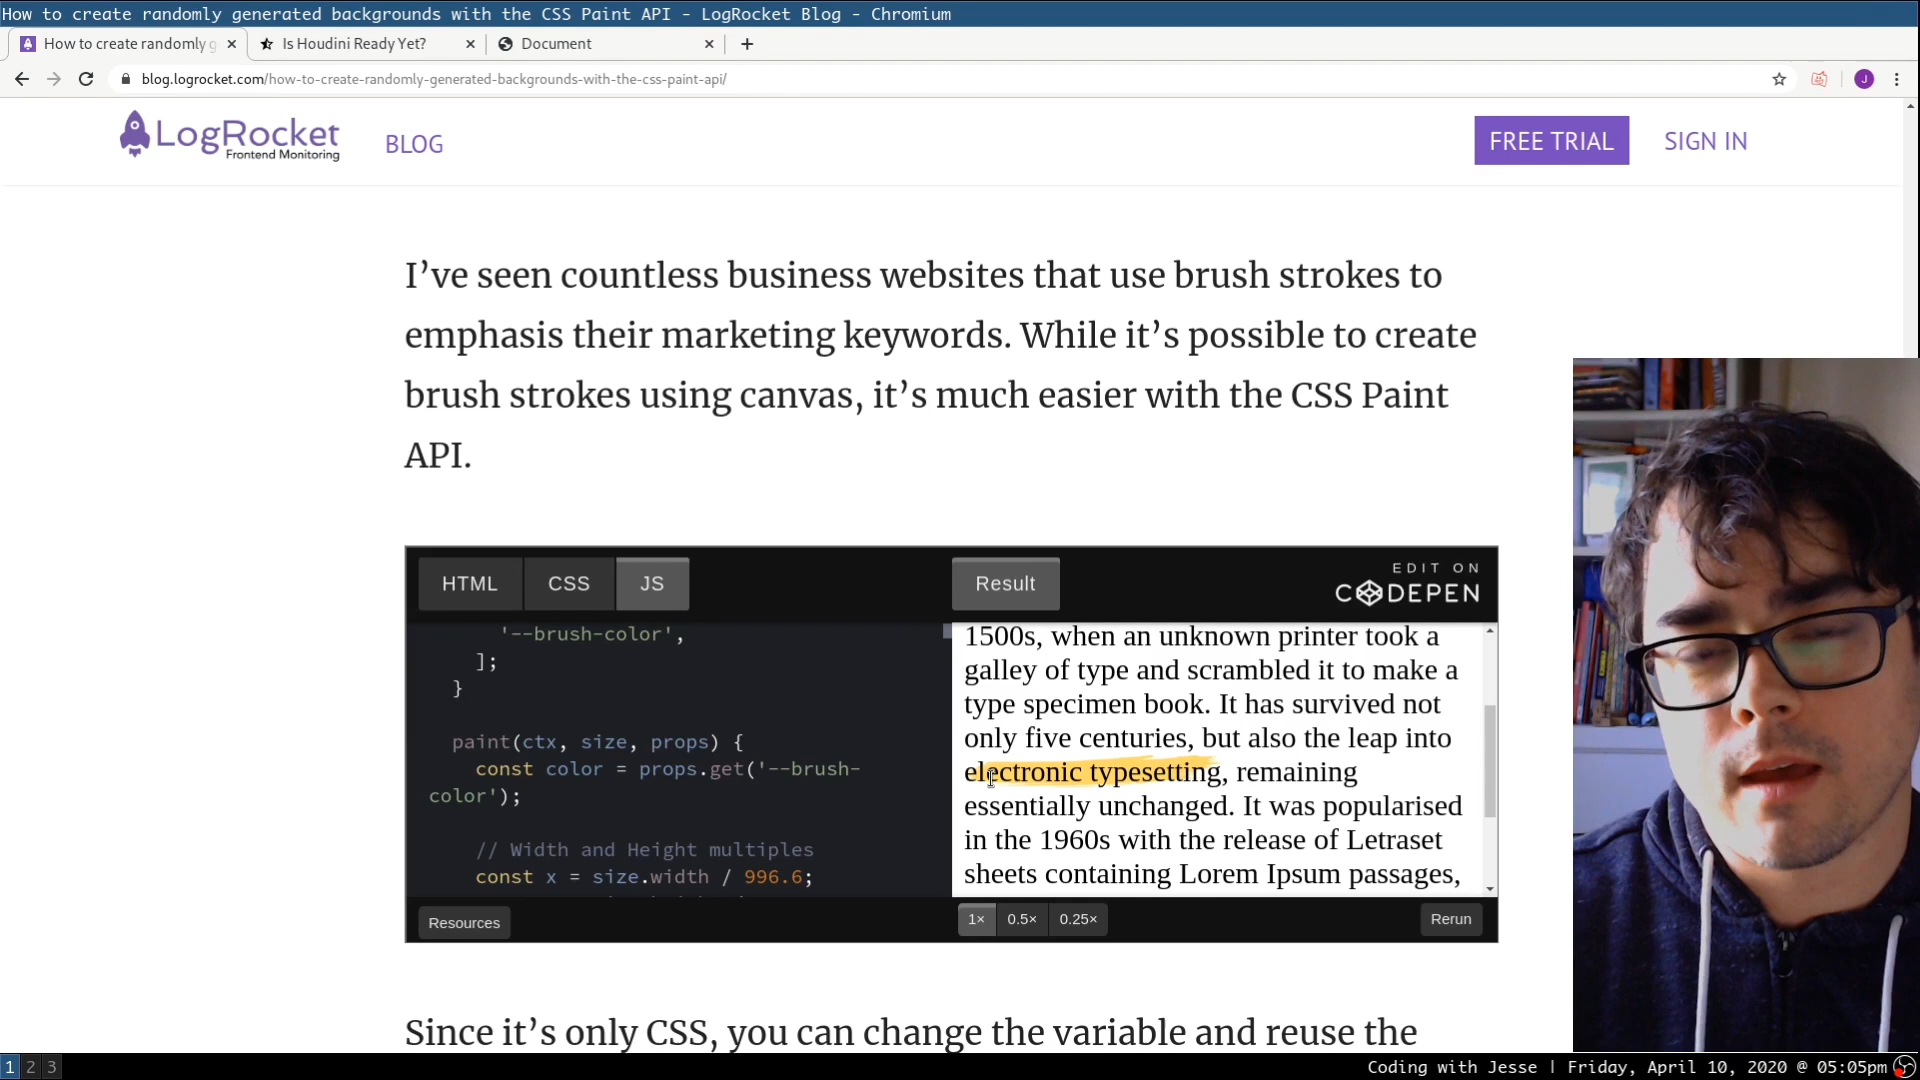 How to create randomly generated backgrounds with the CSS Paint API - LogRocket Blog - Chromium
How to create randomly g
Is Houdini Ready Yet?
Document
blog.logrocket.com/how-to-create-randomly-generated-backgrounds-with-the-css-paint-api/
J
LogRocket
Frontend Monitoring
BLOG
FREE TRIAL
SIGN IN
I’ve seen countless business websites that use brush strokes to
emphasis their marketing keywords. While it’s possible to create
brush strokes using canvas, it’s much easier with the CSS Paint
API.
HTML
CSS
JS
Result
EDIT ON
CODEPEN
'--brush-color',
];
}
paint(ctx, size, props) {
const color = props.get('--brush-
color');
// Width and Height multiples
const x = size.width / 996.6;
1500s, when an unknown printer took a
galley of type and scrambled it to make a
type specimen book. It has survived not
only five centuries, but also the leap into
electronic typesetting, remaining
essentially unchanged. It was popularised
in the 1960s with the release of Letraset
sheets containing Lorem Ipsum passages,
Resources
1×
0.5×
0.25×
Rerun
Since it’s only CSS, you can change the variable and reuse the
1 2 3
Coding with Jesse | Friday, April 10, 2020 @ 05:05pm